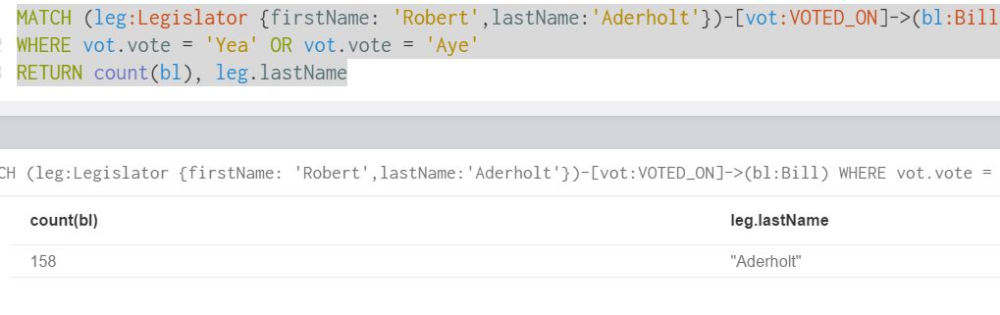 MATCH (leg:Legislator {firstName: 'Robert',lastName:'Aderholt'})-[vot:VOTED_ON]->(bl:Bill
WHERE vot.vote = 'Yea' OR vot.vote = 'Aye'
RETURN count(bl), leg.lastName
CH (leg:Legislator {firstName: 'Robert',lastName:'Aderholt'})-[vot:VOTED_ON]->(bl:Bill) WHERE vot.vote =
count(bl) leg.lastName
158 "Aderholt"